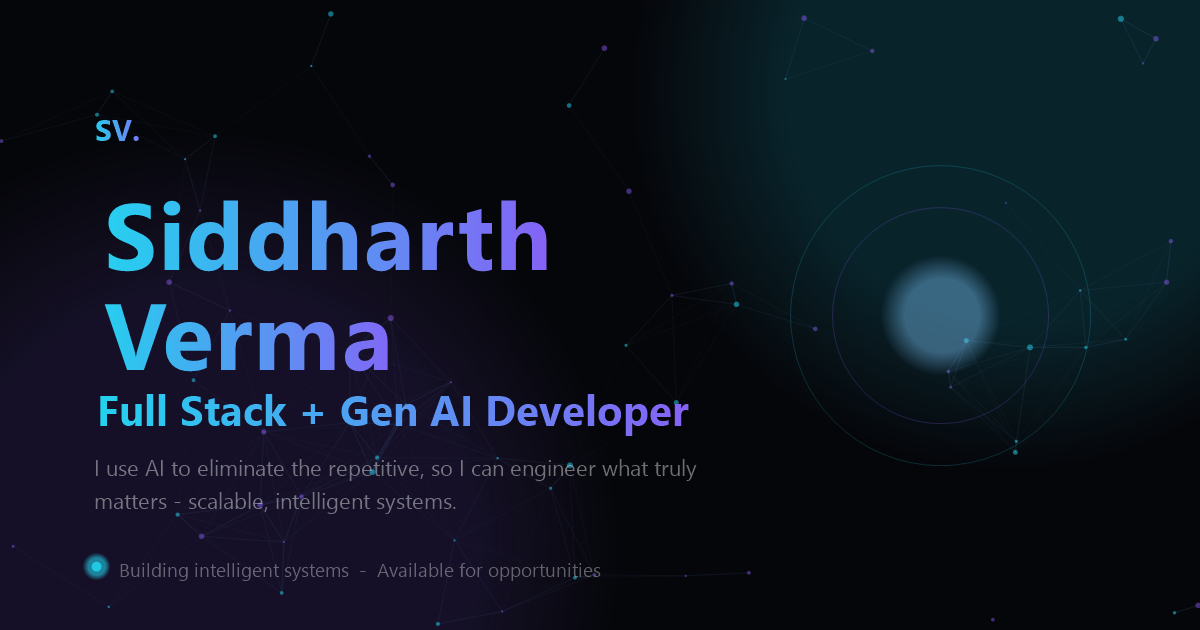 SV.
Siddharth
Verma
Full Stack + Gen AI Developer
I use AI to eliminate the repetitive, so I can engineer what truly
matters - scalable, intelligent systems.
Building intelligent systems - Available for opportunities